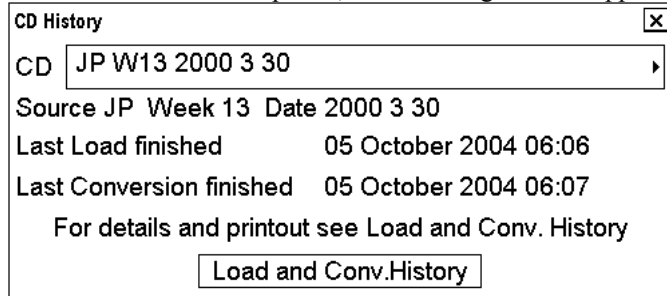 CD History
CD JP W13 2000 3 30
Source JP Week 13 Date 2000 3 30
Last Load finished 05 October 2004 06:06
Last Conversion finished 05 October 2004 06:07
For details and printout see Load and Conv. History
Load and Conv.History